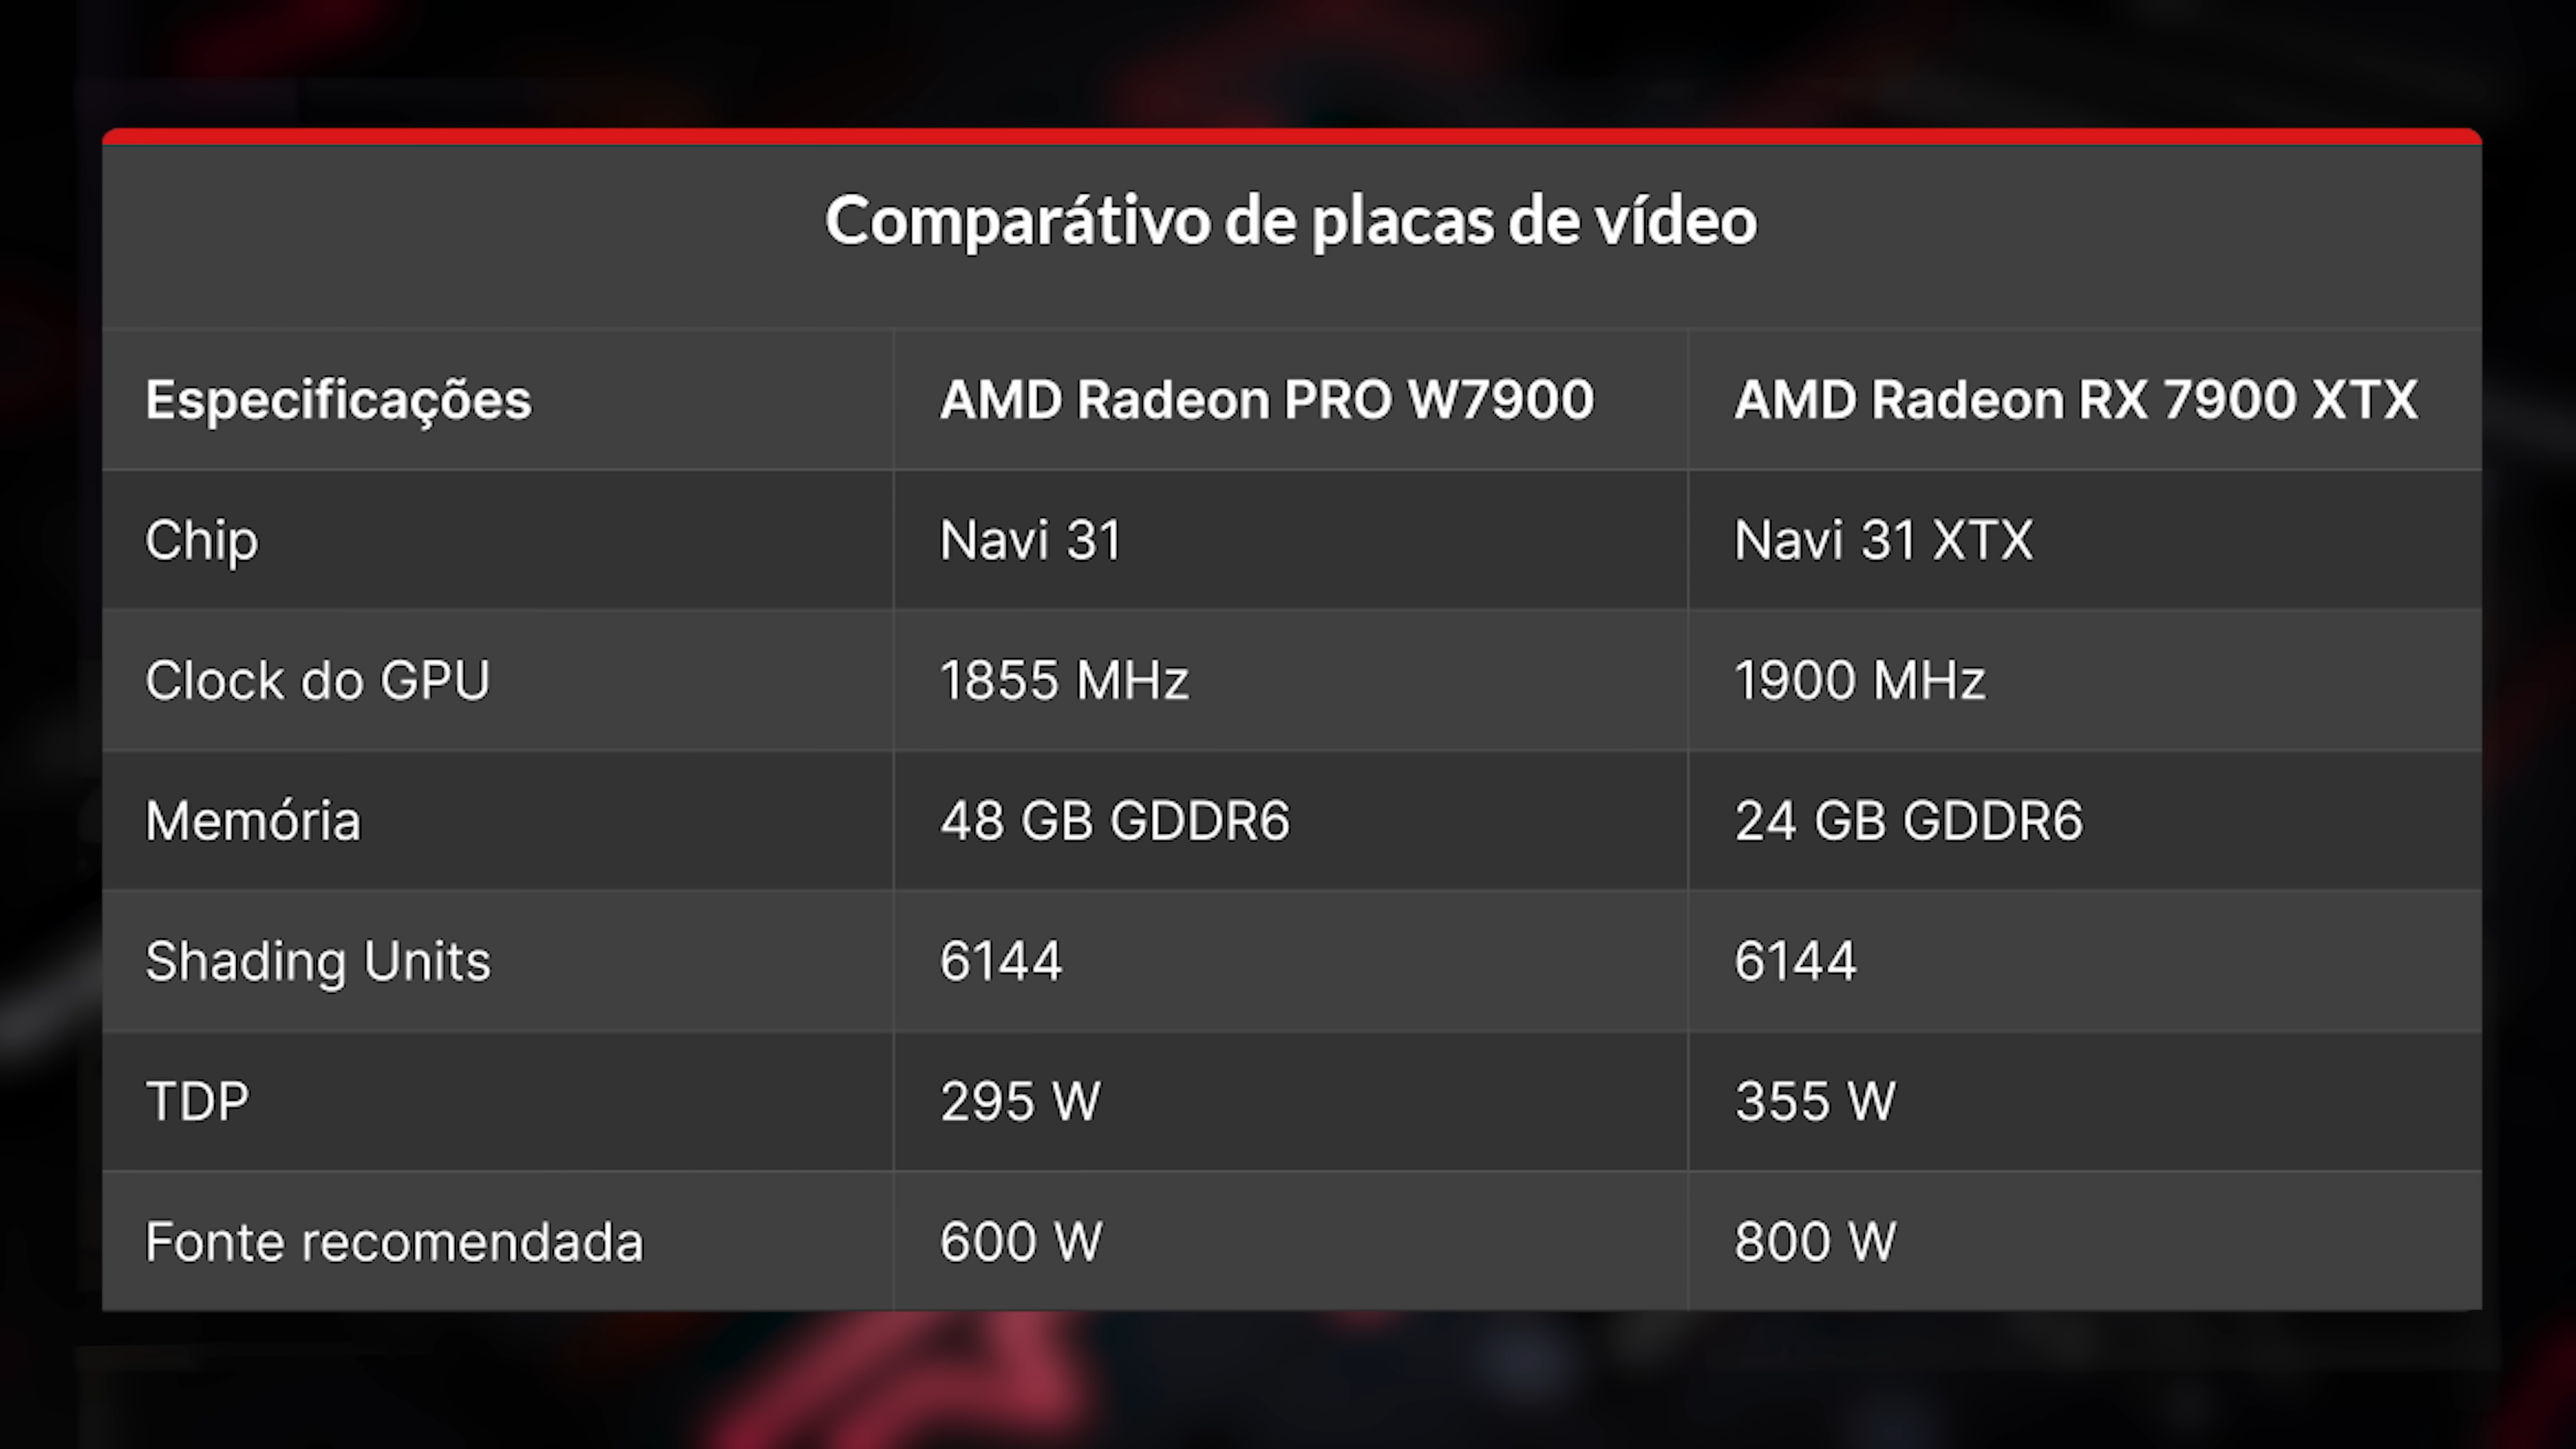 Comparátivo de placas de vídeo
Especificações AMD Radeon PRO W7900 AMD Radeon RX 7900 XTX
Chip Navi 31 Navi 31 XTX
Clock do GPU 1855 MHz 1900 MHz
Memória 48 GB GDDR6 24 GB GDDR6
Shading Units 6144 6144
TDP 295 W 355 W
Fonte recomendada 600 W 800 W